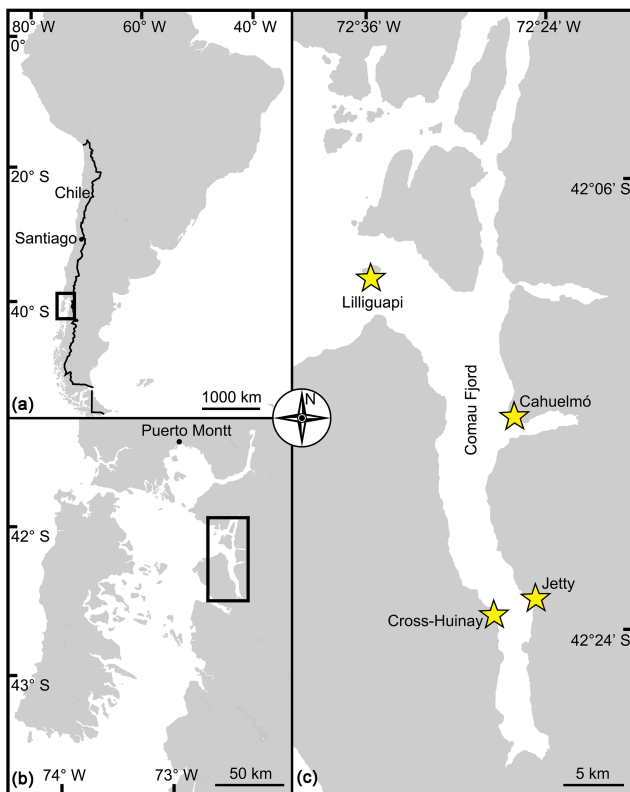 80° W
60° W
40° W
0°
20° S
Chile
Santiago
40° S
(a)
1000 km
N
Puerto Montt
42° S
43° S
(b)
74° W
73° W
50 km
72°36' W
72°24' W
42°06' S
Lilliguapi
Comau Fjord
Cahuelmó
Jetty
Cross-Huinay
42°24' S
(c)
5 km